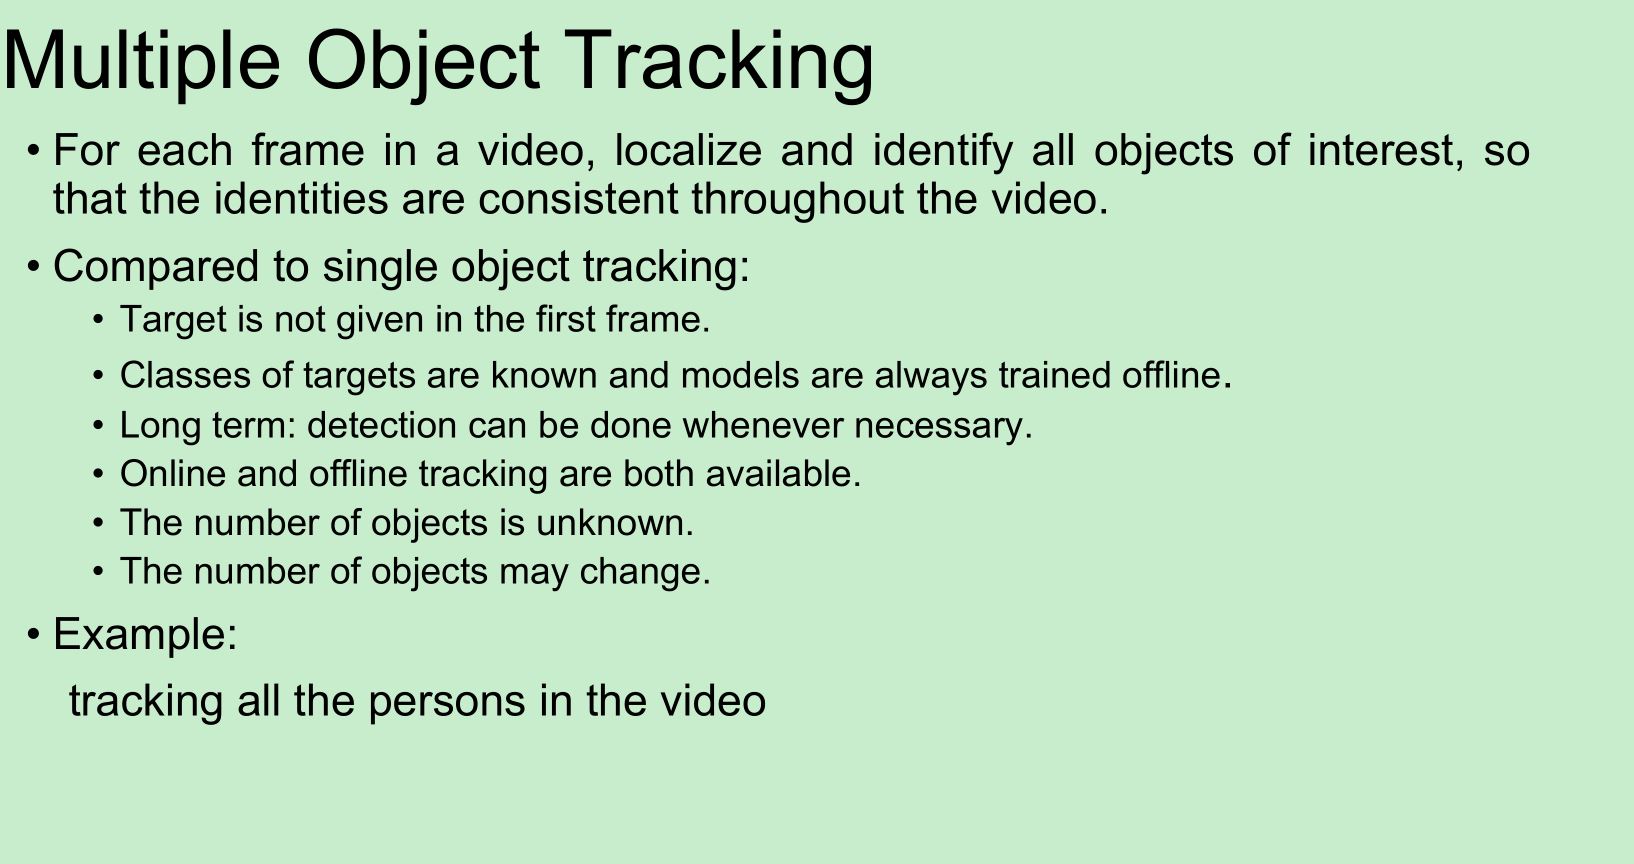 Multiple Object Tracking
• For each frame in a video, localize and identify all objects of interest, so
that the identities are consistent throughout the video.
• Compared to single object tracking:
• Target is not given in the first frame.
• Classes of targets are known and models are always trained offline.
• Long term: detection can be done whenever necessary.
• Online and offline tracking are both available.
• The number of objects is unknown.
• The number of objects may change.
• Example:
tracking all the persons in the video